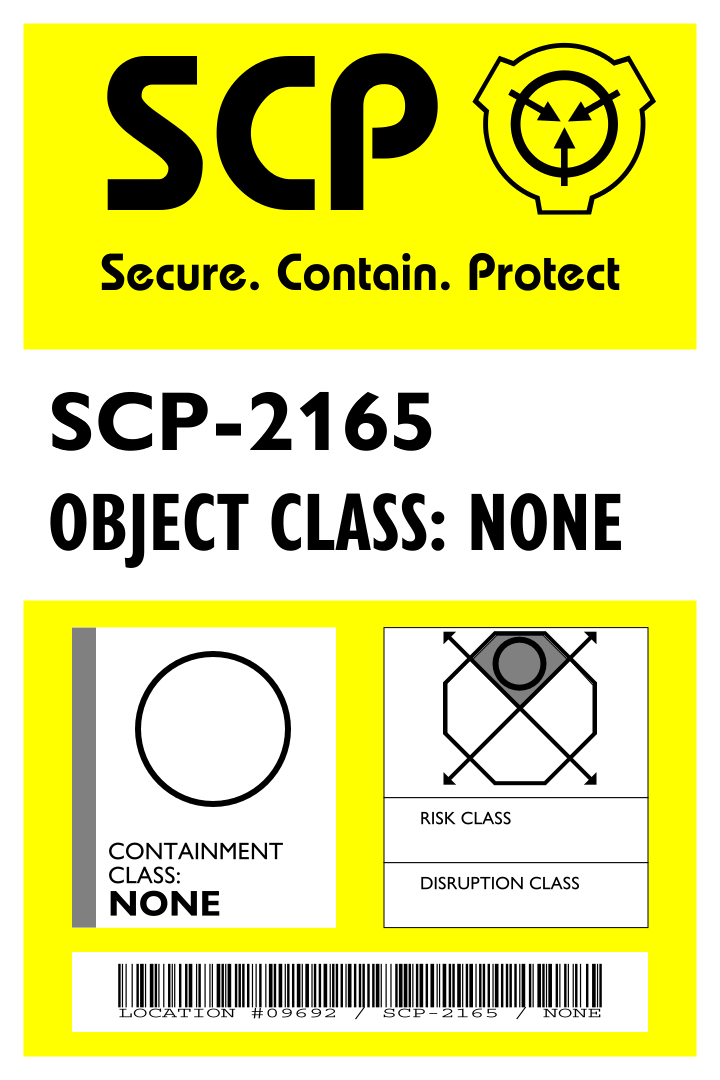 SCP
Secure. Contain. Protect
SCP-2165
OBJECT CLASS: NONE
CONTAINMENT
CLASS:
NONE
RISK CLASS
DISRUPTION CLASS
LOCATION #09692 / SCP-2165 / NONE